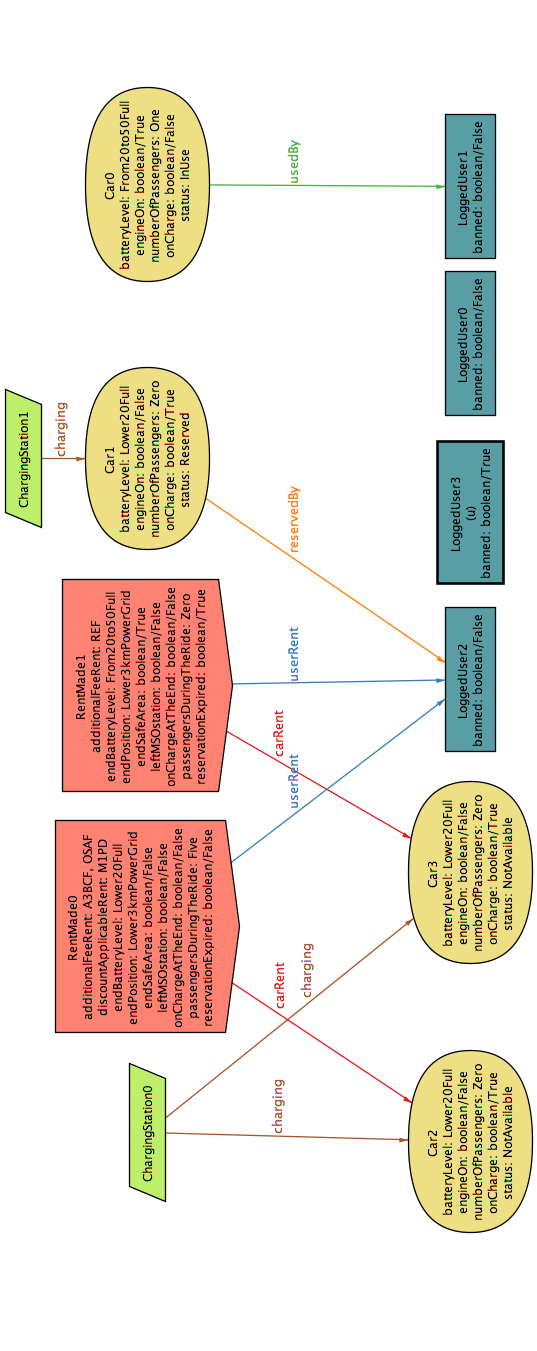 ChargingStation0
charging
charging
RentMade0
additionalFeeRent: A3BCF, OSAF
discountApplicableRent: M1PD
endBatteryLevel: Lower20Full
endPosition: Lower3kmPowerGrid
endSafeArea: boolean/False
leftMSOstation: boolean/False
onChargeAtTheEnd: boolean/False
passengersDuringTheRide: Five
reservationExpired: boolean/False
carRent
userRent
RentMade1
additionalFeeRent: REF
endBatteryLevel: From20to50Full
endPosition: Lower3kmPowerGrid
endSafeArea: boolean/True
leftMSOstation: boolean/False
onChargeAtTheEnd: boolean/False
passengersDuringTheRide: Zero
reservationExpired: boolean/True
carRent
userRent
ChargingStation1
charging
Car1
batteryLevel: Lower20Full
engineOn: boolean/False
numberOfPassengers: Zero
onCharge: boolean/True
status: Reserved
reservedBy
Car0
batteryLevel: From20to50Full
engineOn: boolean/True
numberOfPassengers: One
onCharge: boolean/False
status: InUse
usedBy
Car2
batteryLevel: Lower20Full
engineOn: boolean/False
numberOfPassengers: Zero
onCharge: boolean/True
status: NotAvailable
Car3
batteryLevel: Lower20Full
engineOn: boolean/False
numberOfPassengers: Zero
onCharge: boolean/True
status: NotAvailable
LoggedUser2
banned: boolean/False
LoggedUser3
(u)
banned: boolean/True
LoggedUser0
banned: boolean/False
LoggedUser1
banned: boolean/False